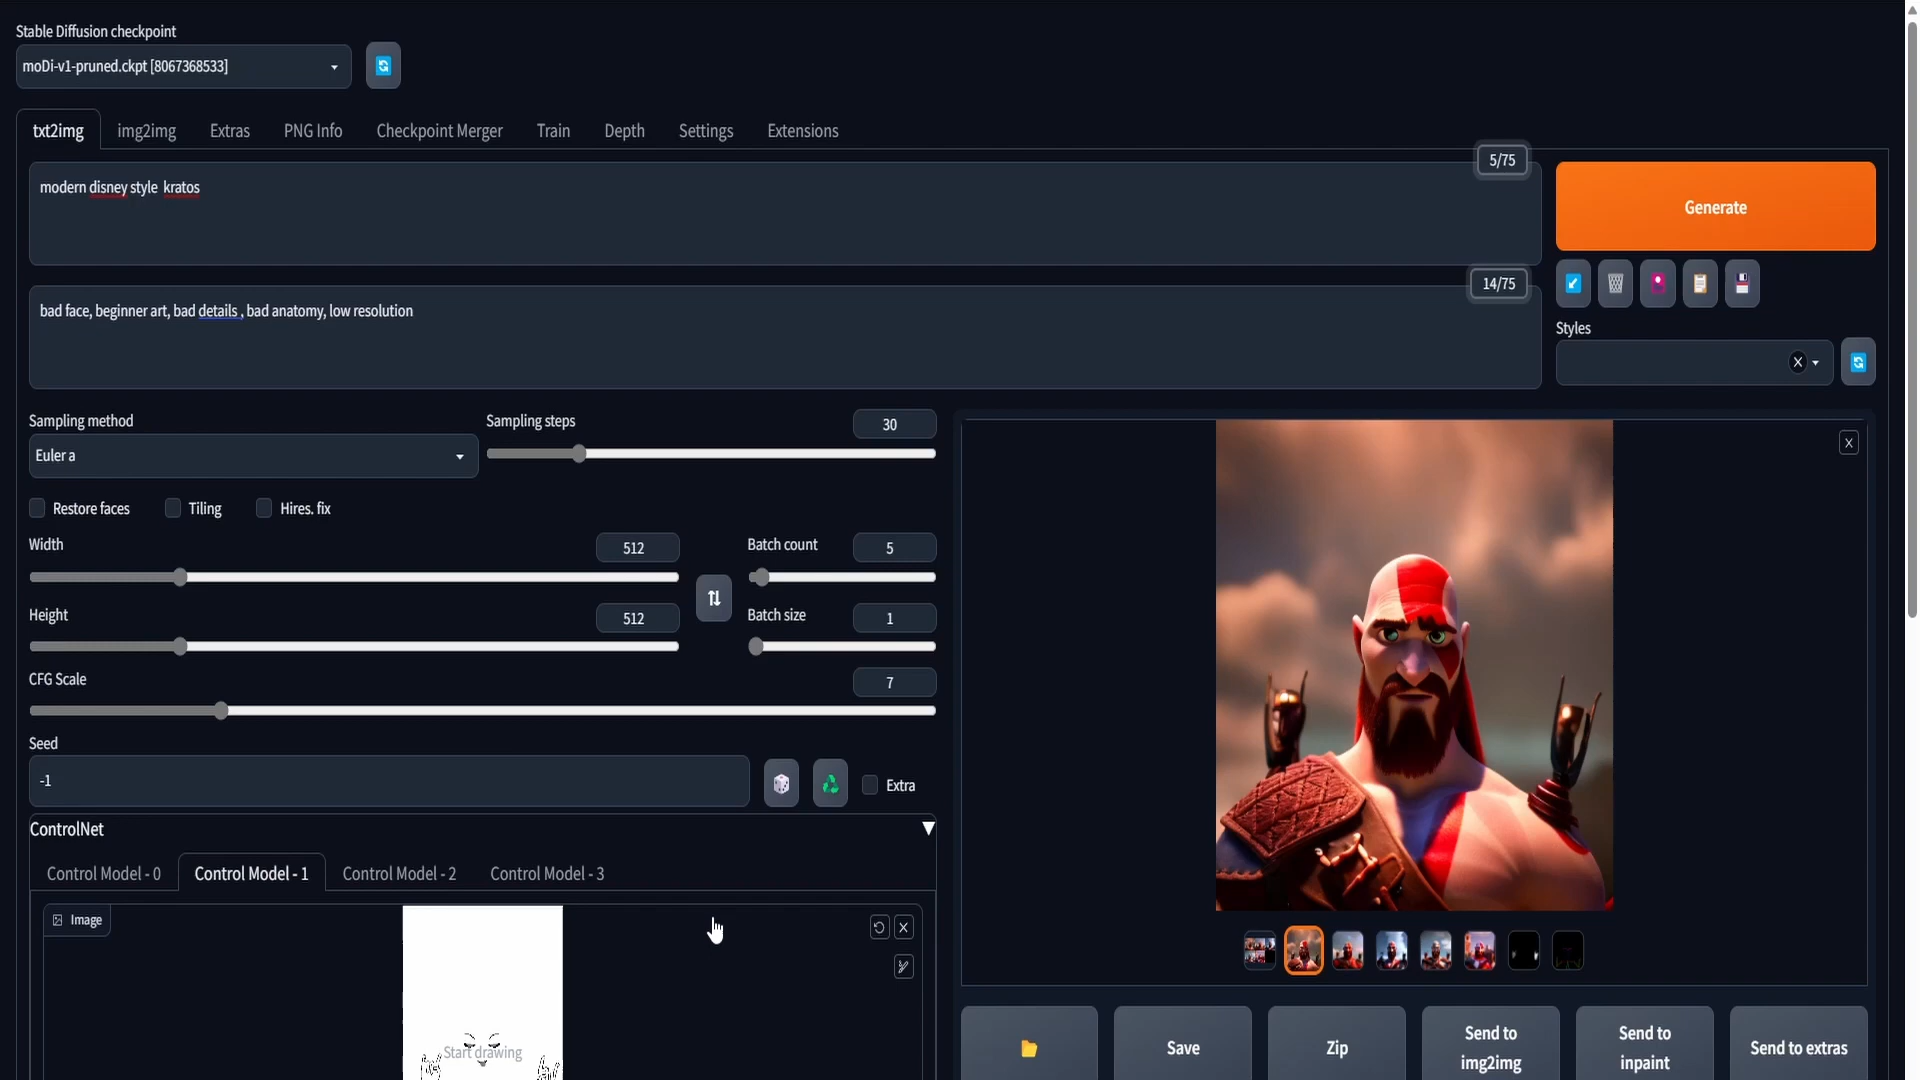 Stable Diffusion checkpoint
moDi-v1-pruned.ckpt [8067368533]
txt2img img2img Extras PNG Info Checkpoint Merger Train Depth Settings Extensions
5/75
modern disney style  kratos
Generate
14/75
bad face, beginner art, bad details , bad anatomy, low resolution
Styles
X
Sampling method
Euler a
Sampling steps
30
X
Restore faces Tiling Hires. fix
Width
512
Batch count
5
Height
512
Batch size
1
CFG Scale
7
Seed
-1
Extra
ControlNet
Control Model - 0 Control Model - 1 Control Model - 2 Control Model - 3
Image
X
Start drawing
Save
Zip
Send to
img2img
Send to
inpaint
Send to extras